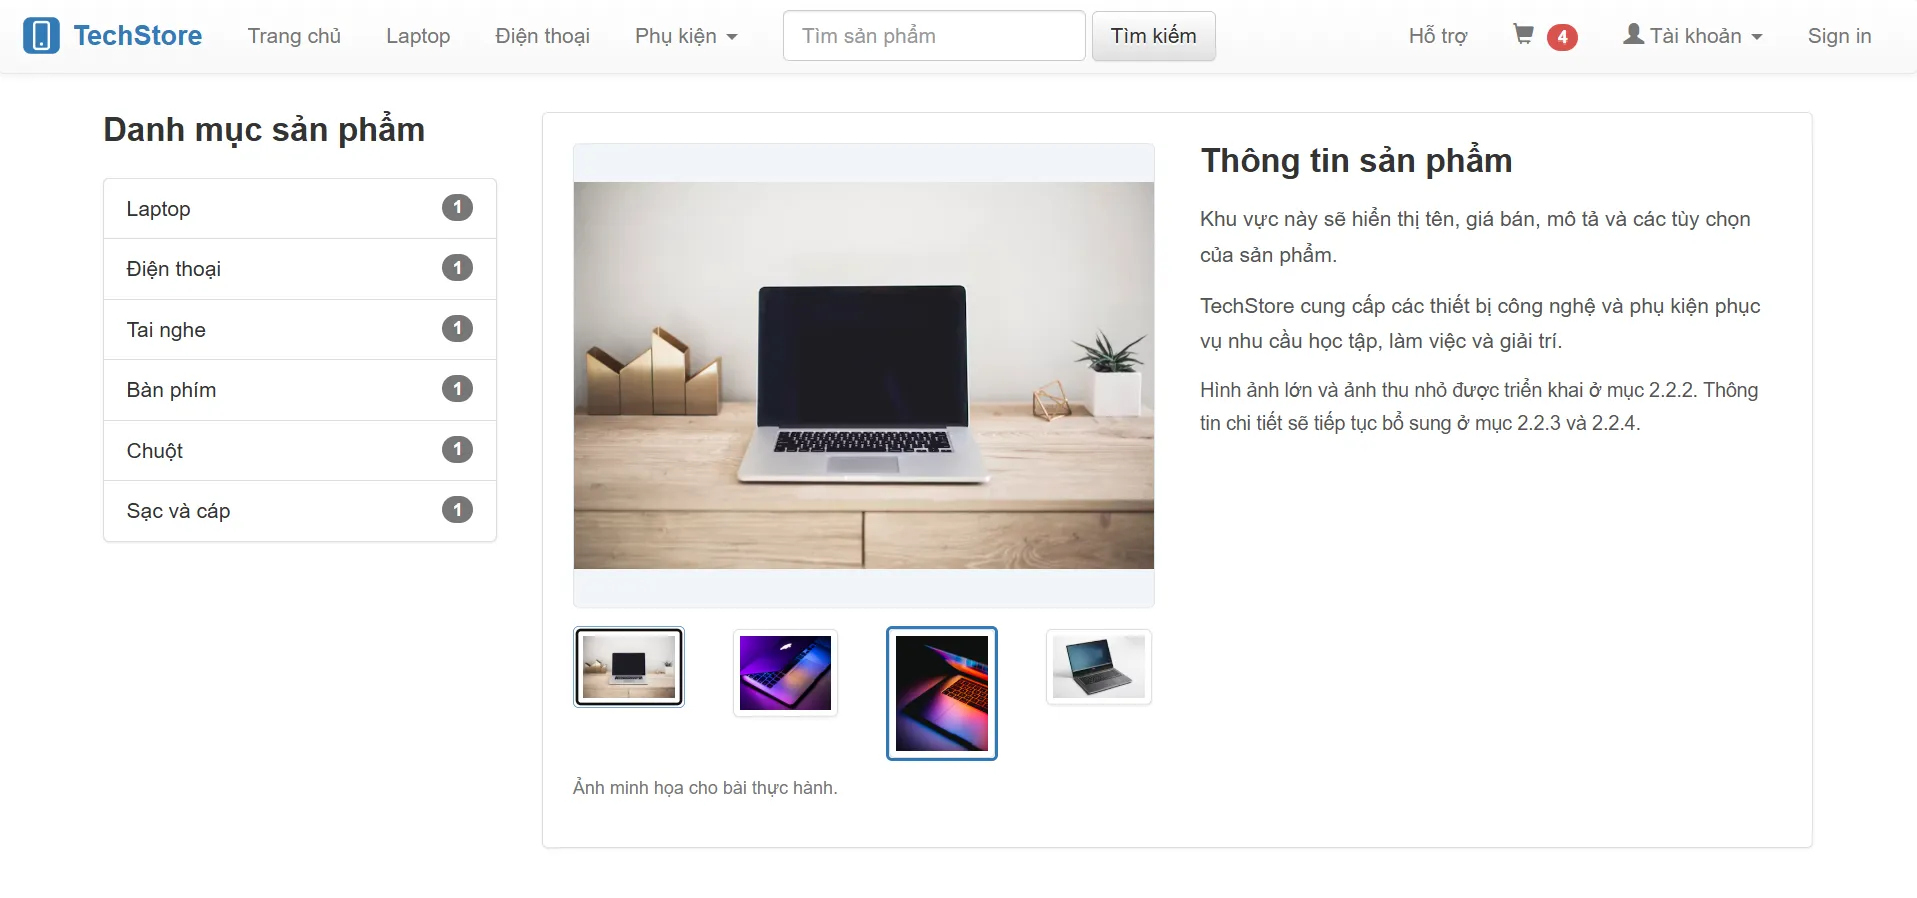 TechStore Trang chủ Laptop Điện thoại Phụ kiện Tìm sản phẩm Tìm kiếm Hỗ trợ 4 Tài khoản Sign in
Danh mục sản phẩm
Laptop 1
Điện thoại 1
Tai nghe 1
Bàn phím 1
Chuột 1
Sạc và cáp 1
Ảnh minh họa cho bài thực hành.
Thông tin sản phẩm
Khu vực này sẽ hiển thị tên, giá bán, mô tả và các tùy chọn
của sản phẩm.
TechStore cung cấp các thiết bị công nghệ và phụ kiện phục
vụ nhu cầu học tập, làm việc và giải trí.
Hình ảnh lớn và ảnh thu nhỏ được triển khai ở mục 2.2.2. Thông
tin chi tiết sẽ tiếp tục bổ sung ở mục 2.2.3 và 2.2.4.